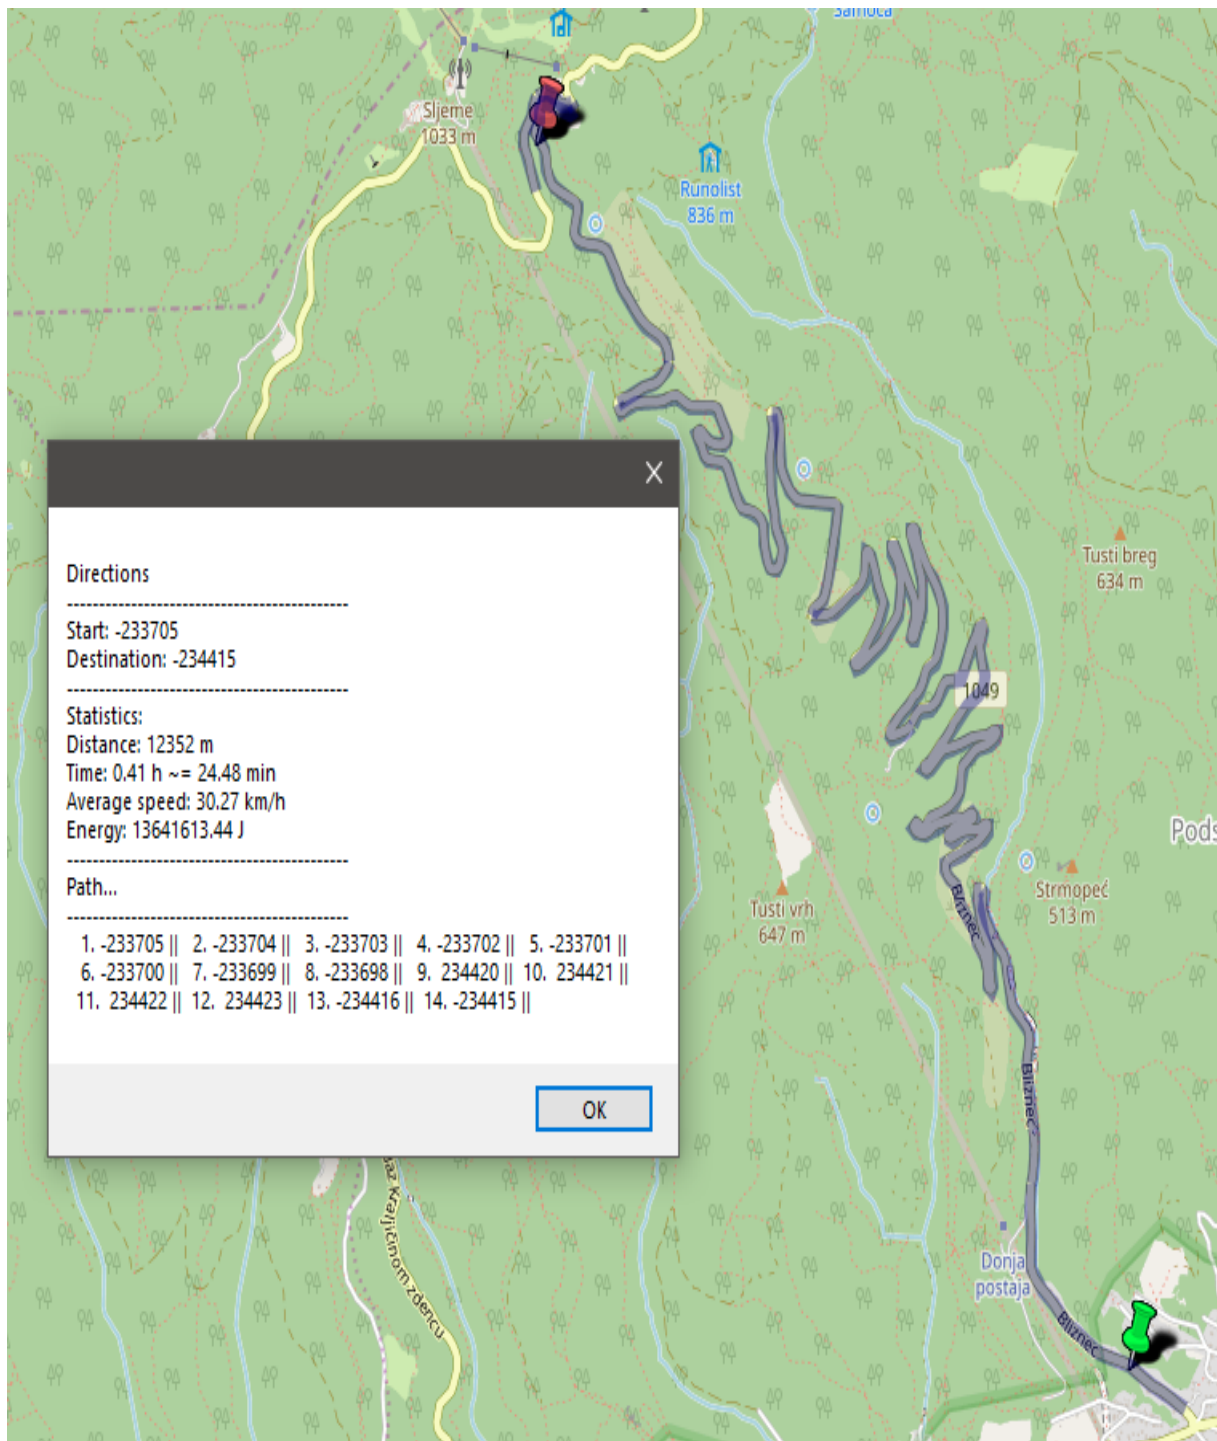 Samoca
Sljeme
1033 m
Runolist
836 m
Tusti breg
634 m
1049
X
Directions
--------------------------------------------
Start: -233705
Destination: -234415
--------------------------------------------
Statistics:
Distance: 12352 m
Time: 0.41 h ~= 24.48 min
Average speed: 30.27 km/h
Energy: 13641613.44 J
--------------------------------------------
Path...
--------------------------------------------
1. -233705 || 2. -233704 || 3. -233703 || 4. -233702 || 5. -233701 ||
6. -233700 || 7. -233699 || 8. -233698 || 9. 234420 || 10. 234421 ||
11. 234422 || 12. 234423 || 13. -234416 || 14. -234415 ||
OK
Pods
Strmopeć
513 m
Tusti vrh
647 m
Bliznec
Bliznec
Kraljičinom zdencu
Donja
postaja
Bliznec